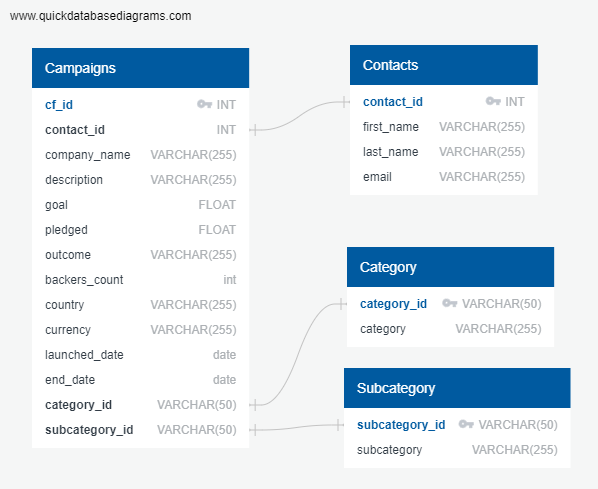 www.quickdatabasediagrams.com
Campaigns
cf_id INT
contact_id INT
company_name VARCHAR(255)
description VARCHAR(255)
goal FLOAT
pledged FLOAT
outcome VARCHAR(255)
backers_count int
country VARCHAR(255)
currency VARCHAR(255)
launched_date date
end_date date
category_id VARCHAR(50)
subcategory_id VARCHAR(50)
Contacts
contact_id INT
first_name VARCHAR(255)
last_name VARCHAR(255)
email VARCHAR(255)
Category
category_id VARCHAR(50)
category VARCHAR(255)
Subcategory
subcategory_id VARCHAR(50)
subcategory VARCHAR(255)